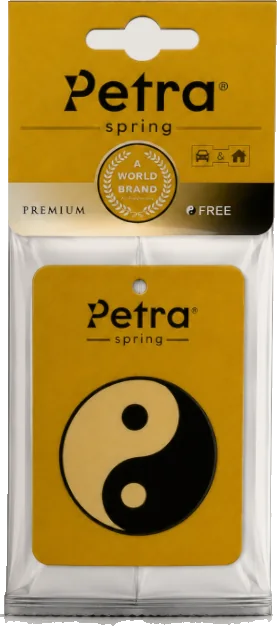 Petra®
spring
A
WORLD
BRAND
&
PREMIUM
FREE
Petra®
spring